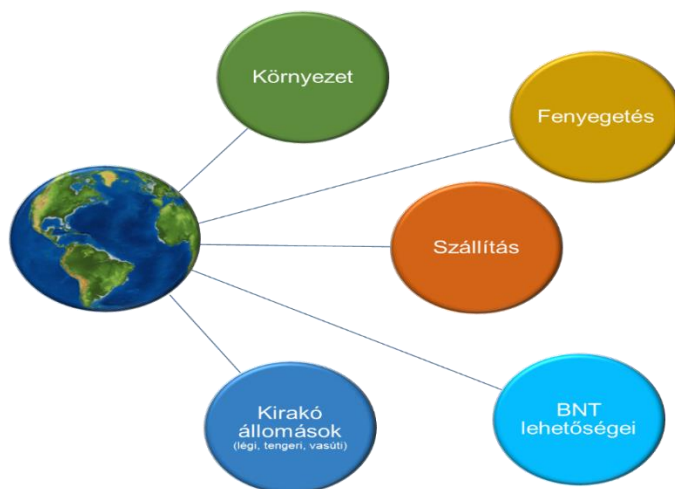 Környezet
Fenyegetés
Szállítás
Kirakó
állomások
(légi, tengeri, vasúti)
BNT
lehetőségei